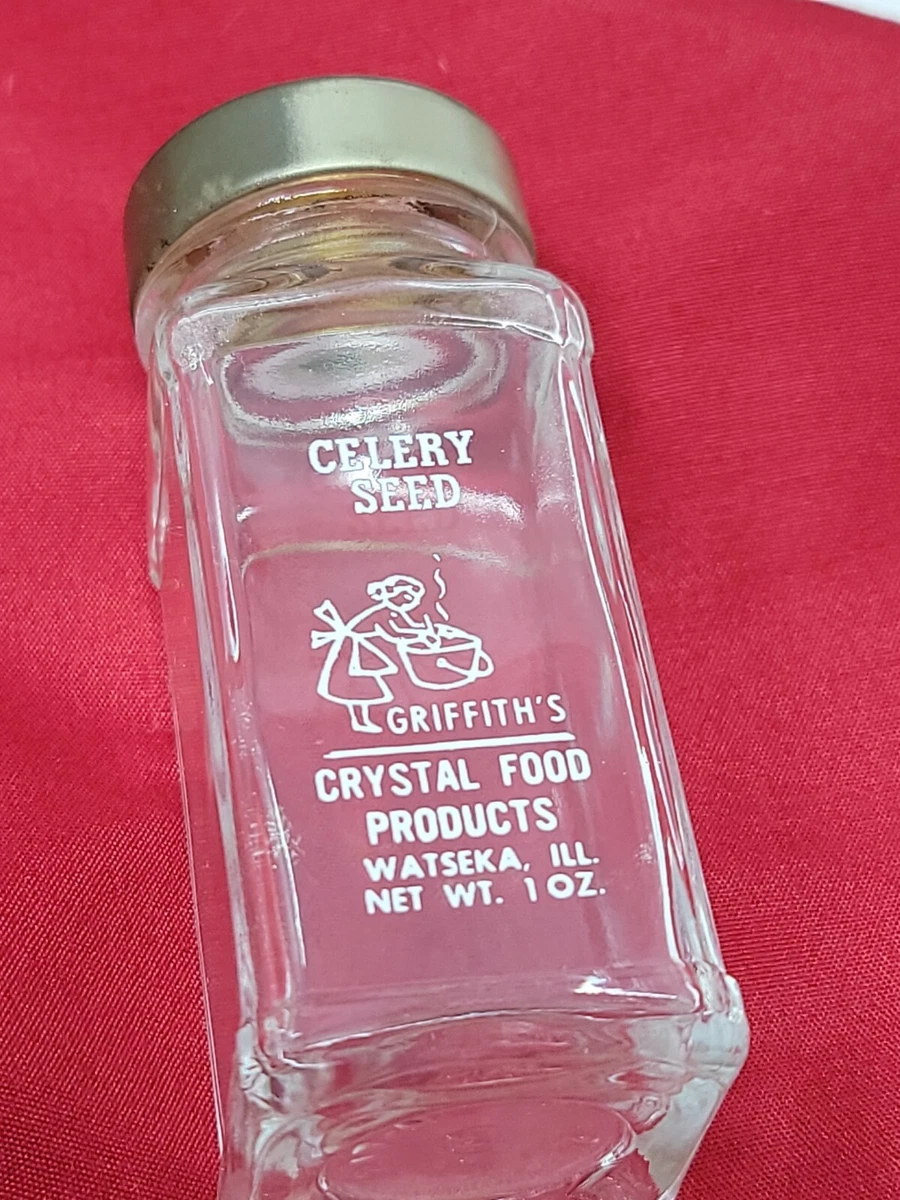 CELERY
SEED
GRIFFITH'S
CRYSTAL FOOD
PRODUCTS
WATSEKA, ILL.
NET WT. 1 OZ.